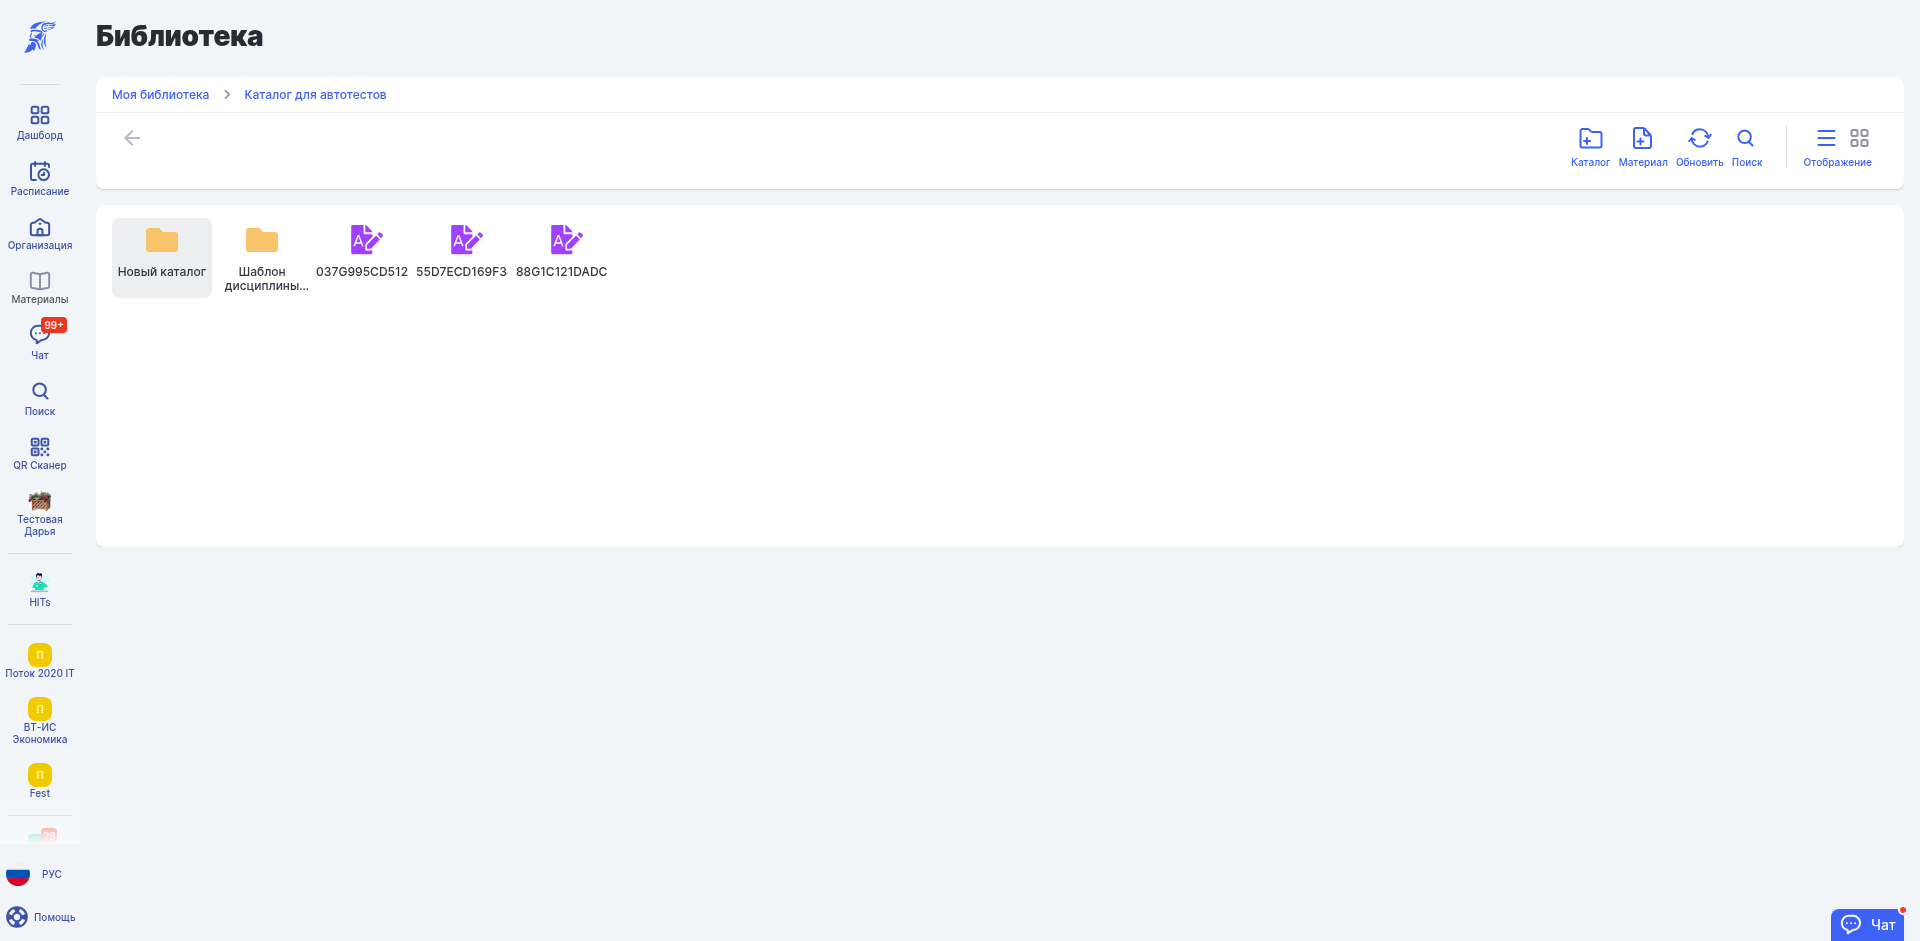 Библиотека
Моя библиотека
Каталог для автотестов
Каталог
Материал
Обновить
Поиск
Отображение
Новый каталог
Шаблон
дисциплины...
037G995CD512
55D7ECD169F3
88G1C121DADC
Дашборд
Расписание
Организация
Материалы
99+
Чат
Поиск
QR Сканер
Тестовая
Дарья
HITs
П
Поток 2020 IT
П
ВТ-ИС
Экономика
П
Fest
28
РУС
Помощь
Чат